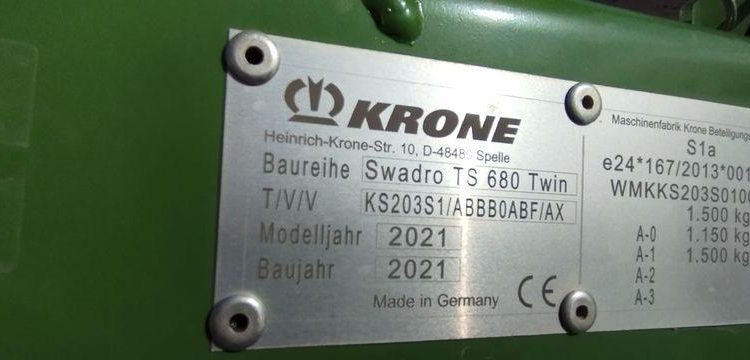 KRONE
Heinrich-Krone-Str. 10, D-48480 Spelle
Baureihe Swadro TS 680 Twin
T/V/V KS203S1/ABBB0ABF/AX
Modelljahr 2021
Baujahr 2021
Made in Germany CE
Maschinenfabrik Krone Beteiligungs
S1a
e24*167/2013*001
WMKKS203S010
1.500 kg
A-0 1.150 kg
A-1 1.500 kg
A-2
A-3